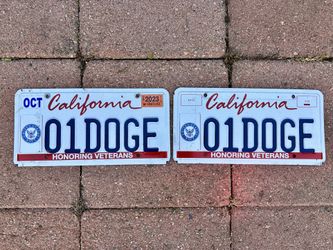 OCT California 2023
01DOGE
HONORING VETERANS
California
01DOGE
HONORING VETERANS